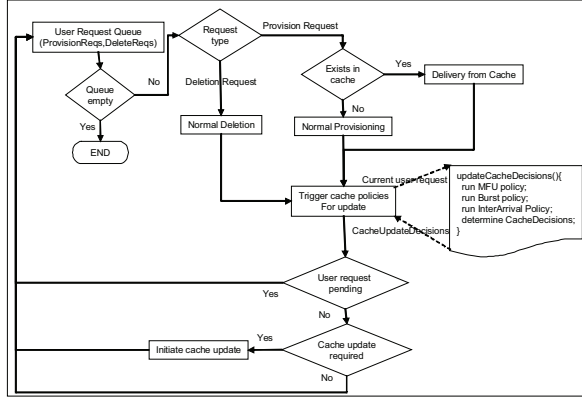 User Request Queue
(ProvisionReqs,DeleteReqs)
Request
type
Provision Request
Queue
empty
No
Deletion Request
Exists in
cache
Yes
Delivery from Cache
Yes
No
Normal Deletion
Normal Provisioning
END
Current user request
Trigger cache policies
For update
CacheUpdateDecisions
updateCacheDecisions(){
run MFU policy;
run Burst policy;
run InterArrival Policy;
determine CacheDecisions;
}
User request
pending
Yes
No
Cache update
required
Yes
Initiate cache update
No